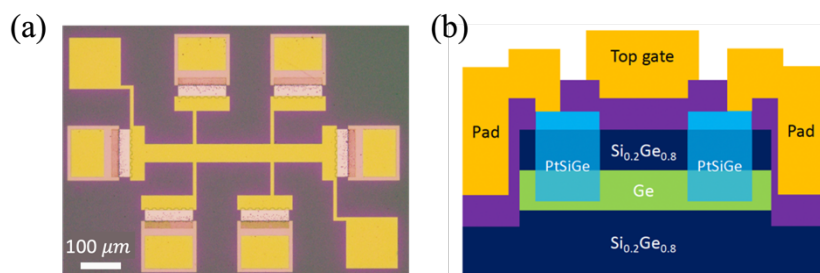 (a)
100 μm
(b)
Top gate
Pad
Pad
Si₀.₂Ge₀.₈
PtSiGe
PtSiGe
Ge
Si₀.₂Ge₀.₈